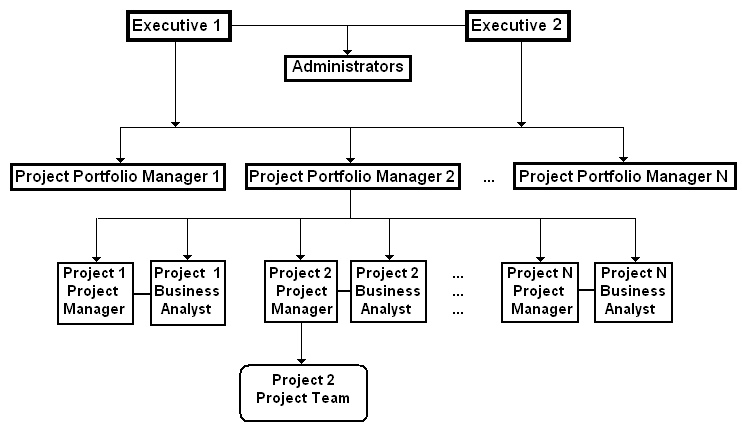 Executive 1
Executive 2
Administrators
Project Portfolio Manager 1
Project Portfolio Manager 2
...
Project Portfolio Manager N
Project 1
Project
Manager
Project 1
Business
Analyst
Project 2
Project
Manager
Project 2
Business
Analyst
...
...
...
Project N
Project
Manager
Project N
Business
Analyst
Project 2
Project Team